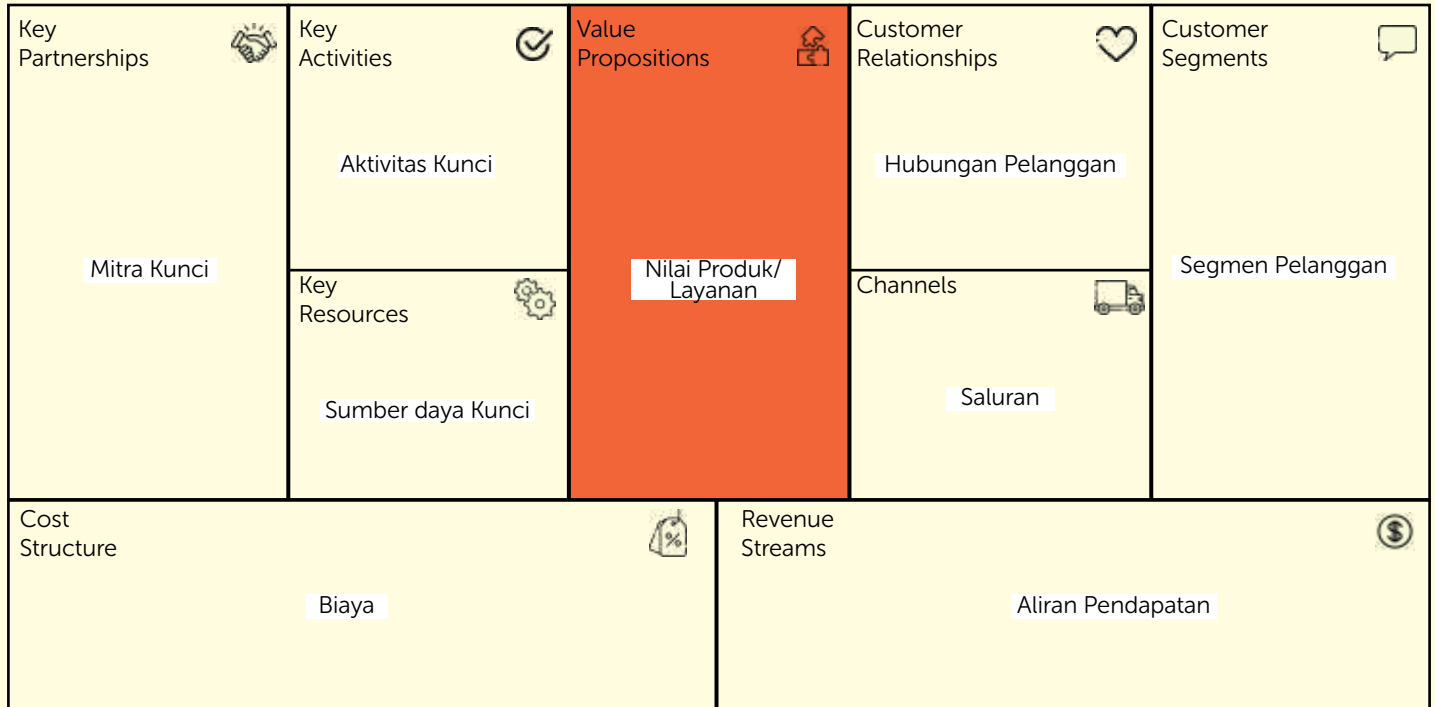 Key
Partnerships
Mitra Kunci
Key
Activities
Aktivitas Kunci
Key
Resources
Sumber daya Kunci
Value
Propositions
Nilai Produk/
Layanan
Customer
Relationships
Hubungan Pelanggan
Channels
Saluran
Customer
Segments
Segmen Pelanggan
Cost
Structure
%
Biaya
Revenue
Streams
$
Aliran Pendapatan